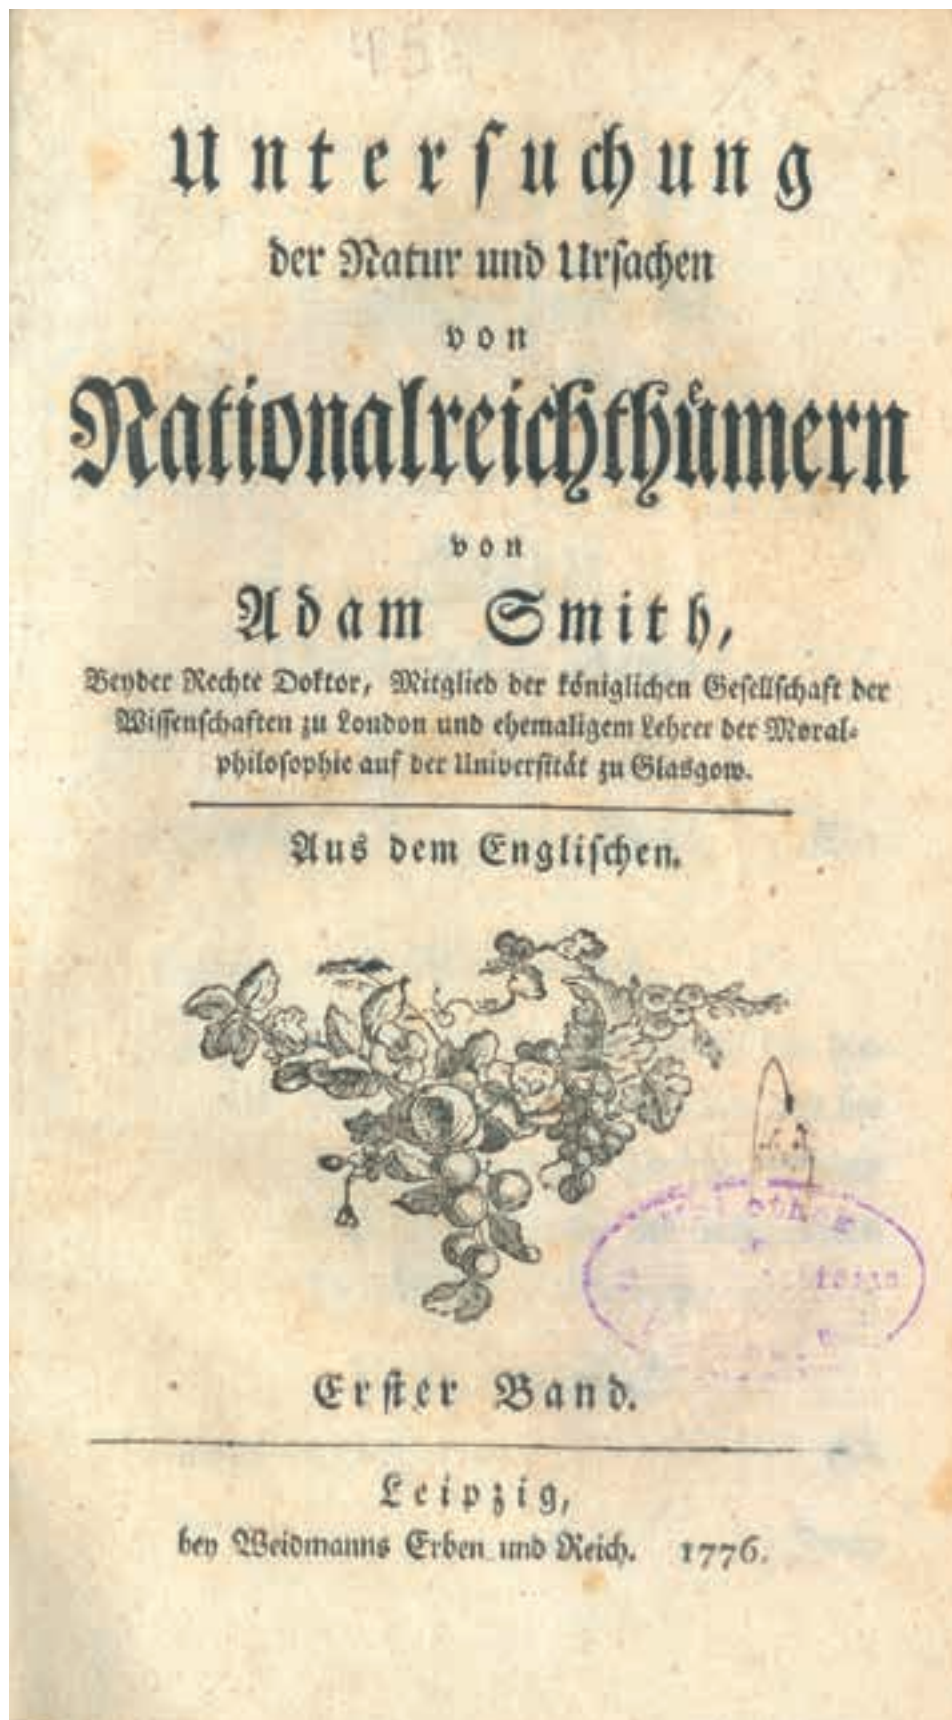 Unterſuchung
der Natur und Urſachen
von
Nationalreichthuͤmern
von
Adam Smith,
Beyder Rechte Doktor, Mitglied der königlichen Geſellſchaft der
Wiſſenſchaften zu London und ehemaligem Lehrer der Moral⸗
philoſophie auf der Univerſität zu Glasgow.
Aus dem Engliſchen.
Erſter Band.
Leipzig,
bey Weidmanns Erben und Reich. 1776.